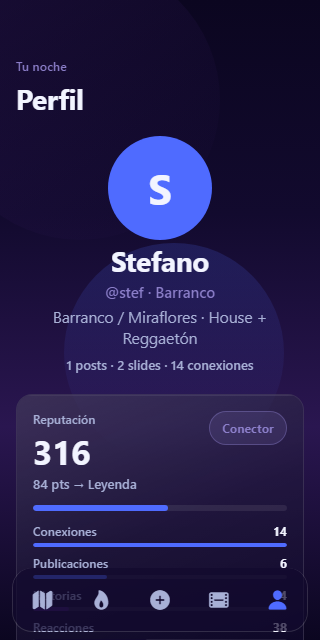 Tu noche
Perfil
S
Stefano
@stef · Barranco
Barranco / Miraflores · House +
Reggaetón
1 posts · 2 slides · 14 conexiones
Reputación
Conector
316
84 pts → Leyenda
Conexiones 14
Publicaciones 6
Reacciones 38